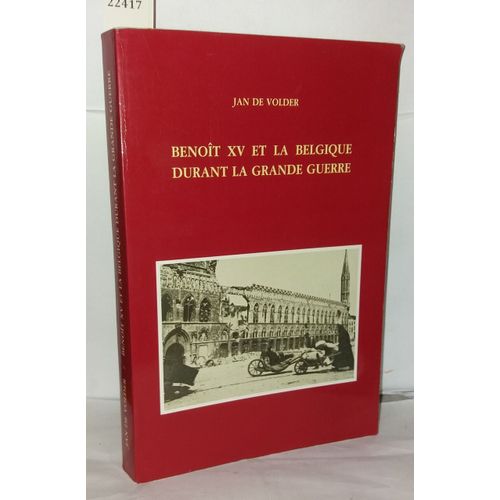 22417
JAN DE VOLDER
BENOÎT XV ET LA BELGIQUE
DURANT LA GRANDE GUERRE
JAN DE VOLDER BENOÎT XV ET LA BELGIQUE DURANT LA GRANDE GUERRE